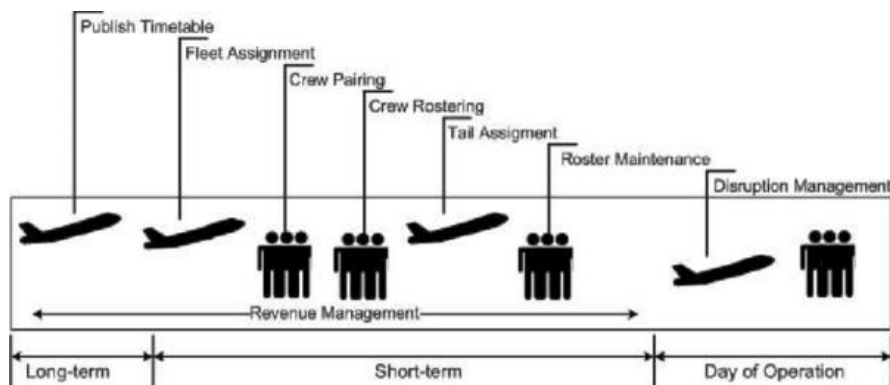 Publish Timetable
Fleet Assignment
Crew Pairing
Crew Rostering
Tail Assigment
Roster Maintenance
Disruption Management
Revenue Management
Long-term
Short-term
Day of Operation